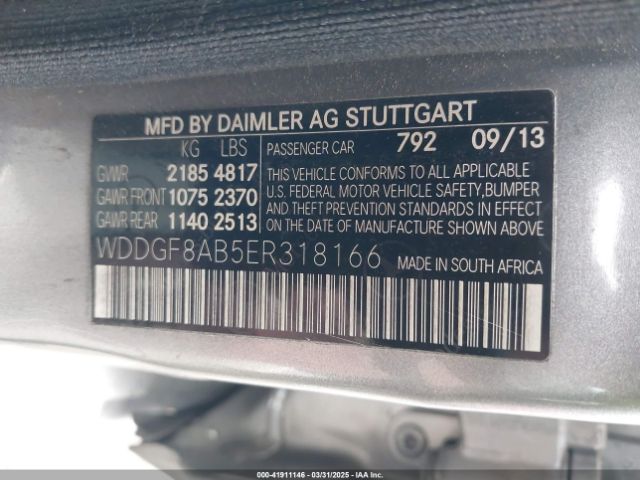 MFD BY DAIMLER AG STUTTGART
KG LBS PASSENGER CAR 792 09/13
GVWR 2185 4817 THIS VEHICLE CONFORMS TO ALL APPLICABLE
GAWR FRONT 1075 2370 U.S. FEDERAL MOTOR VEHICLE SAFETY, BUMPER
AND THEFT PREVENTION STANDARDS IN EFFECT
GAWR REAR 1140 2513 ON THE DATE OF MANUFACTURE SHOWN ABOVE
WDDGF8AB5ER318166 MADE IN SOUTH AFRICA
000-41911146 - 03/31/2025 - COPYRIGHT IAA HOLDINGS, LLC.